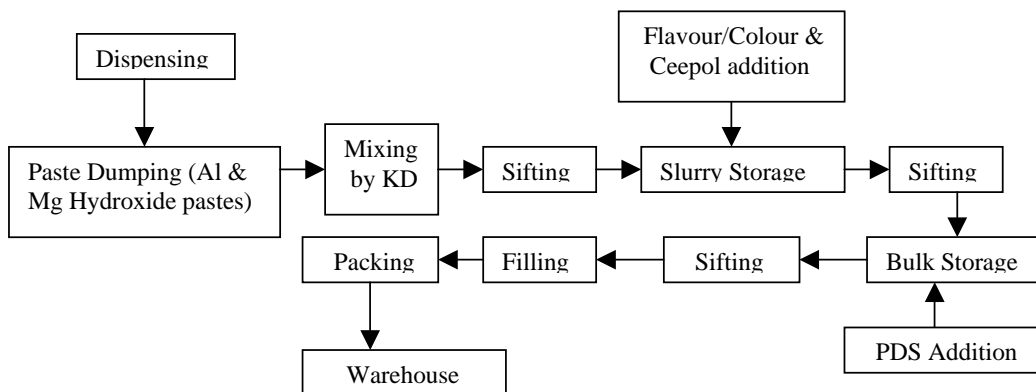 Dispensing
Flavour/Colour &
Ceepol addition
Paste Dumping (Al &
Mg Hydroxide pastes)
Mixing
by KD
Sifting
Slurry Storage
Sifting
Packing
Filling
Sifting
Bulk Storage
PDS Addition
Warehouse